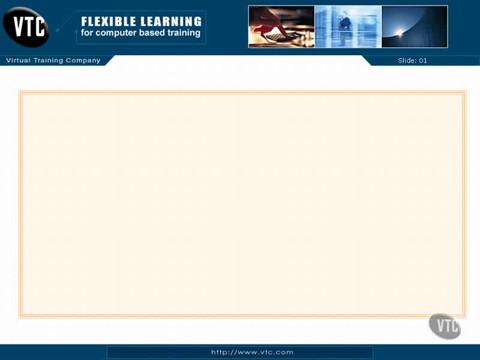 VTC
FLEXIBLE LEARNING
for computer based training
Virtual Training Company
Slide: 01
VTC
http://www.vtc.com